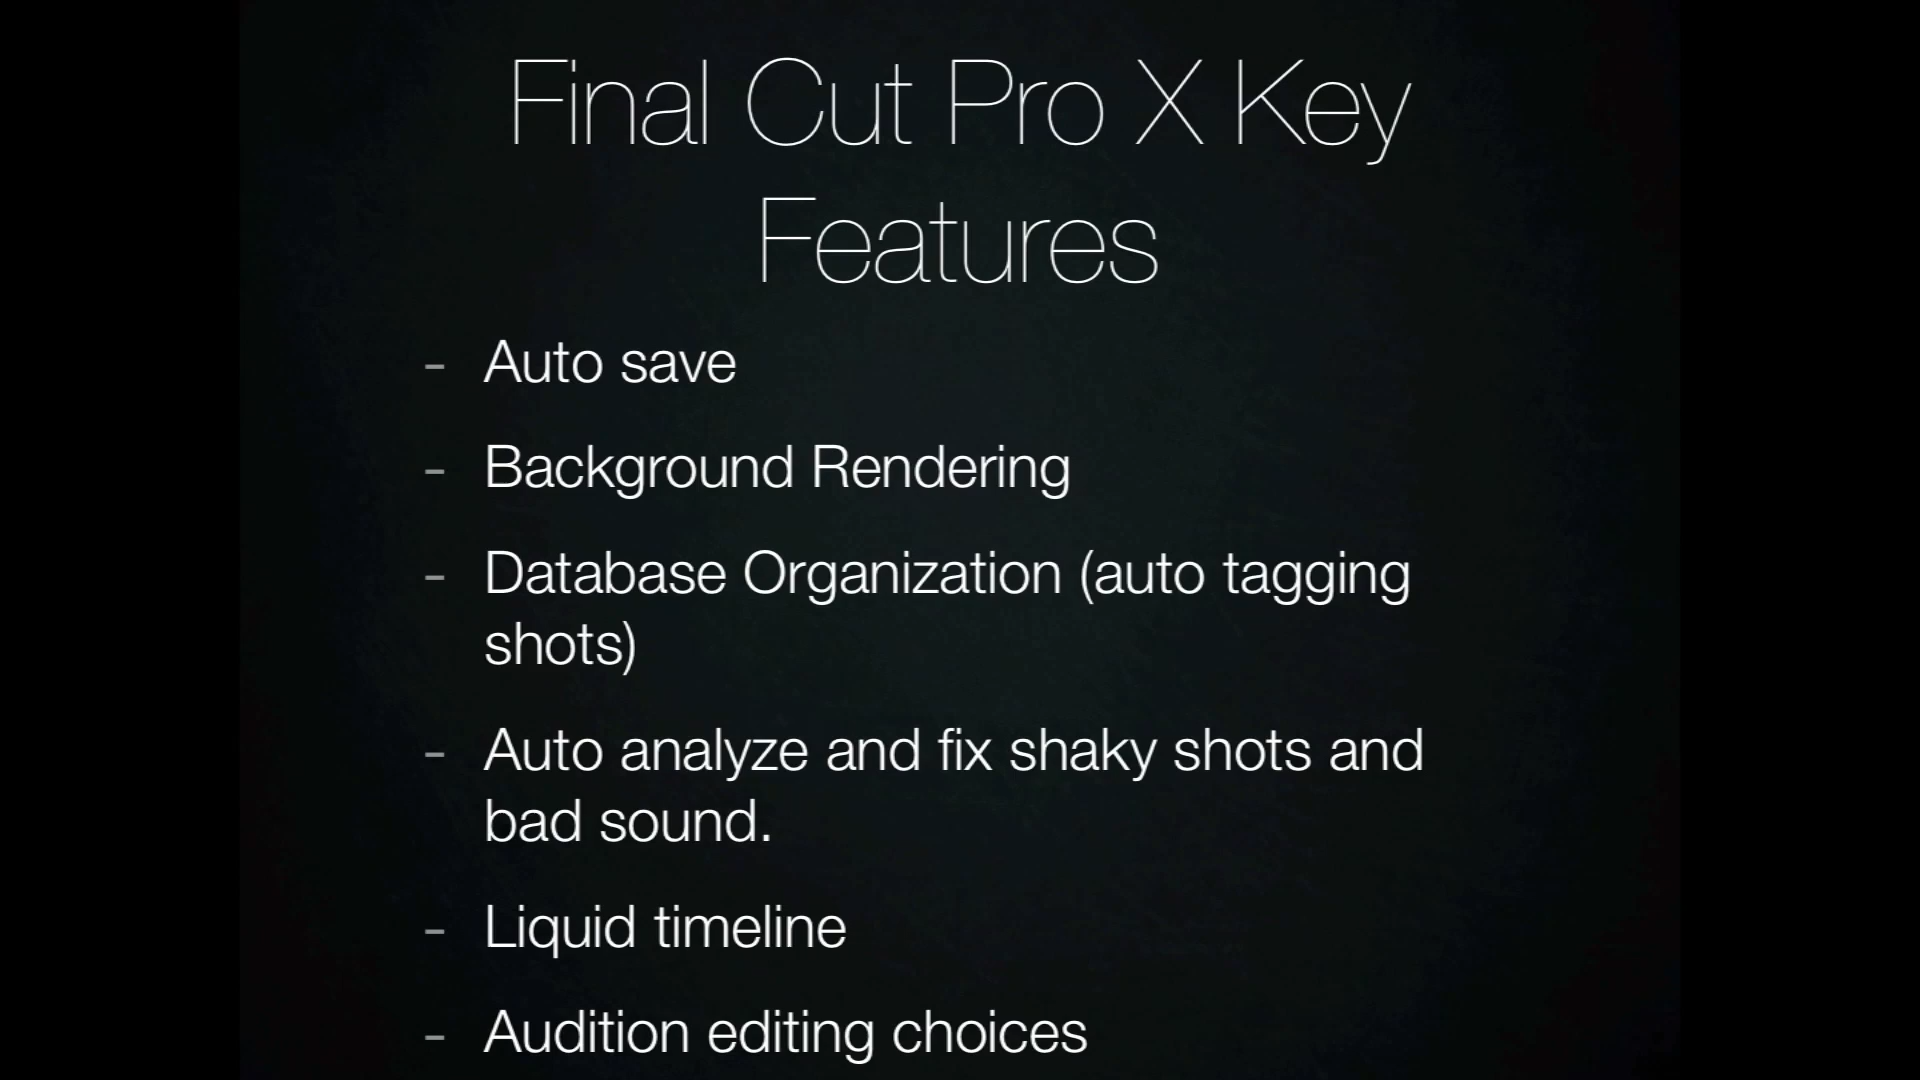 Final Cut Pro X Key
Features
- Auto save
- Background Rendering
- Database Organization (auto tagging
shots)
- Auto analyze and fix shaky shots and
bad sound.
- Liquid timeline
- Audition editing choices